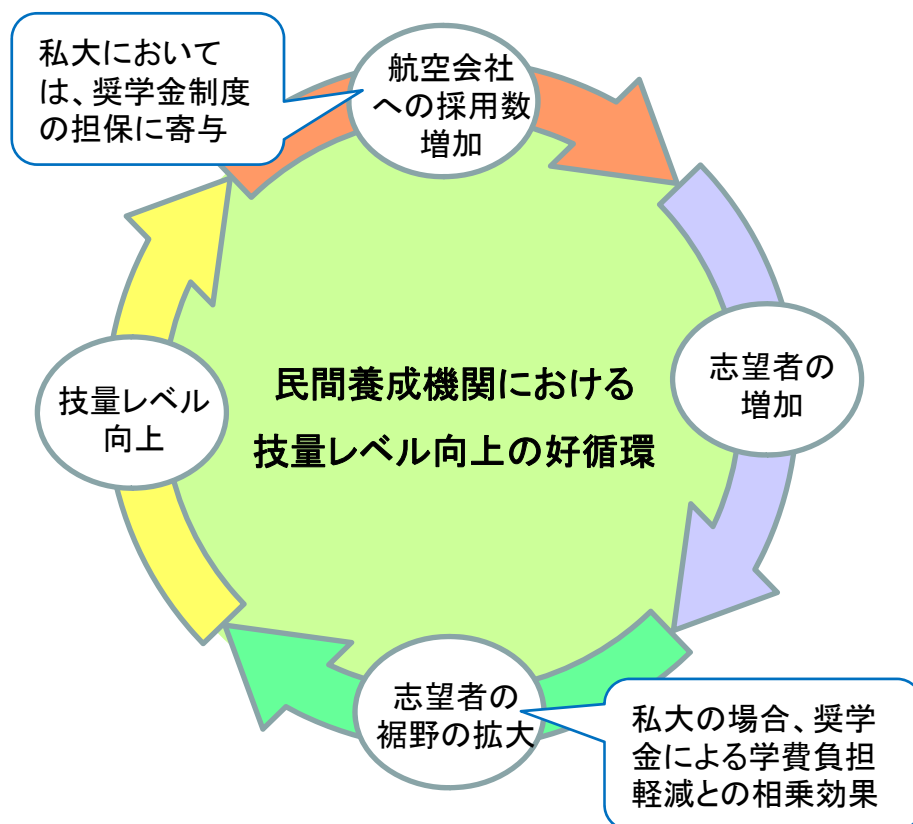 私大において
は、奨学金制度
の担保に寄与
航空会社
への採用数
増加
志望者の
増加
民間養成機関における
技量レベル向上の好循環
技量レベル
向上
志望者の
裾野の拡大
私大の場合、奨学
金による学費負担
軽減との相乗効果